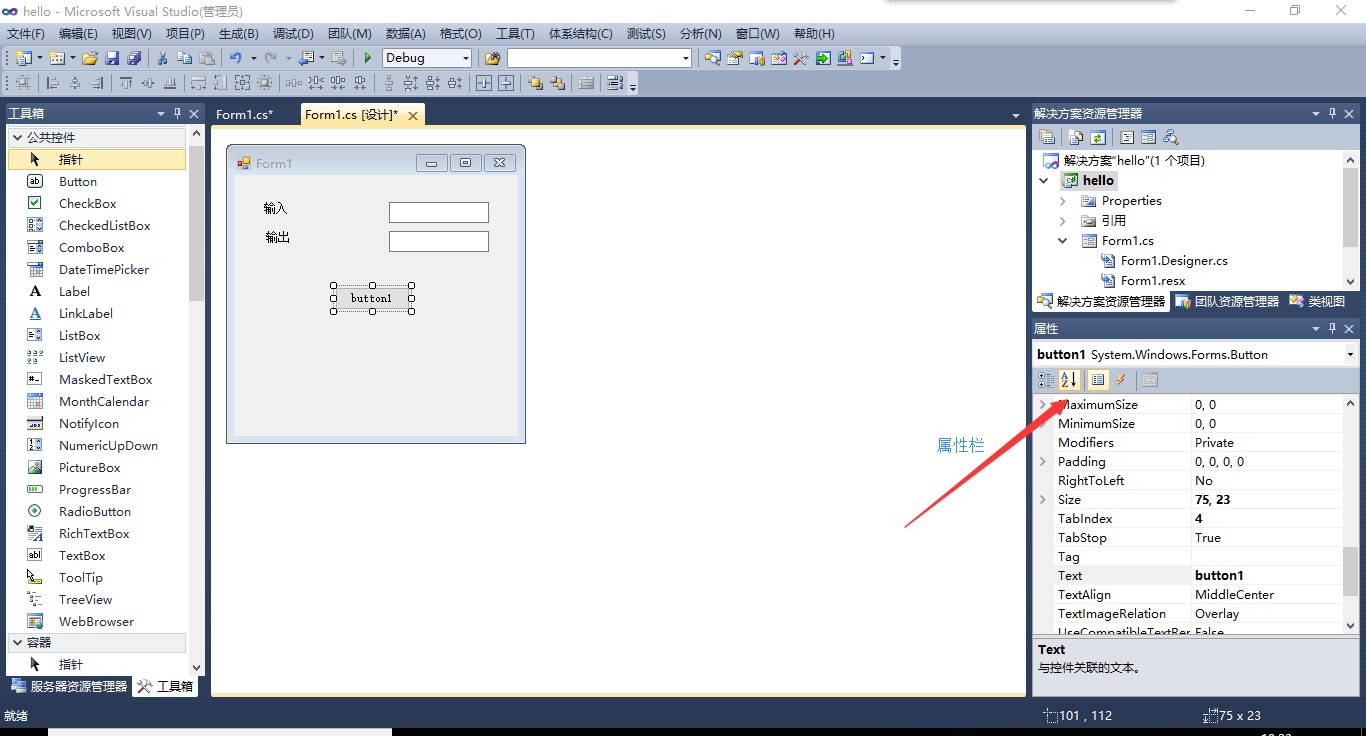 hello - Microsoft Visual Studio(管理员)
文件(F) 编辑(E) 视图(V) 项目(P) 生成(B) 调试(D) 团队(M) 数据(A) 格式(O) 工具(T) 体系结构(C) 测试(S) 分析(N) 窗口(W) 帮助(H)
Debug
工具箱
公共控件
指针
Button
CheckBox
CheckedListBox
ComboBox
DateTimePicker
Label
LinkLabel
ListBox
ListView
MaskedTextBox
MonthCalendar
NotifyIcon
NumericUpDown
PictureBox
ProgressBar
RadioButton
RichTextBox
TextBox
ToolTip
TreeView
WebBrowser
容器
指针
服务器资源管理器 工具箱
Form1.cs* Form1.cs [设计]*
Form1
输入
输出
button1
属性栏
解决方案资源管理器
解决方案"hello"(1 个项目)
hello
Properties
引用
Form1.cs
Form1.Designer.cs
Form1.resx
解决方案资源管理器 团队资源管理器 类视图
属性
button1 System.Windows.Forms.Button
MaximumSize 0, 0
MinimumSize 0, 0
Modifiers Private
Padding 0, 0, 0, 0
RightToLeft No
Size 75, 23
TabIndex 4
TabStop True
Tag
Text button1
TextAlign MiddleCenter
TextImageRelation Overlay
UseCompatibleTextRer False
Text
与控件关联的文本。
就绪 101 , 112 75 x 23